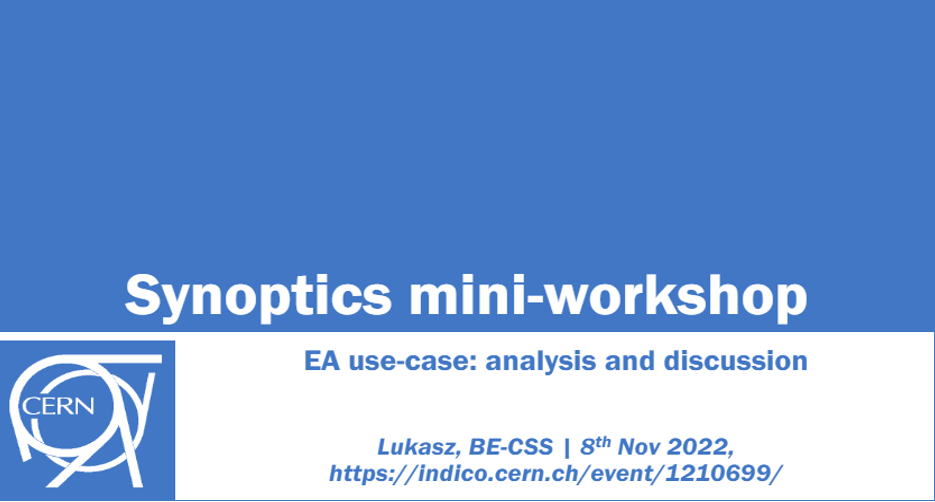 Synoptics mini-workshop
EA use-case: analysis and discussion
CERN
Lukasz, BE-CSS | 8th Nov 2022,
https://indico.cern.ch/event/1210699/